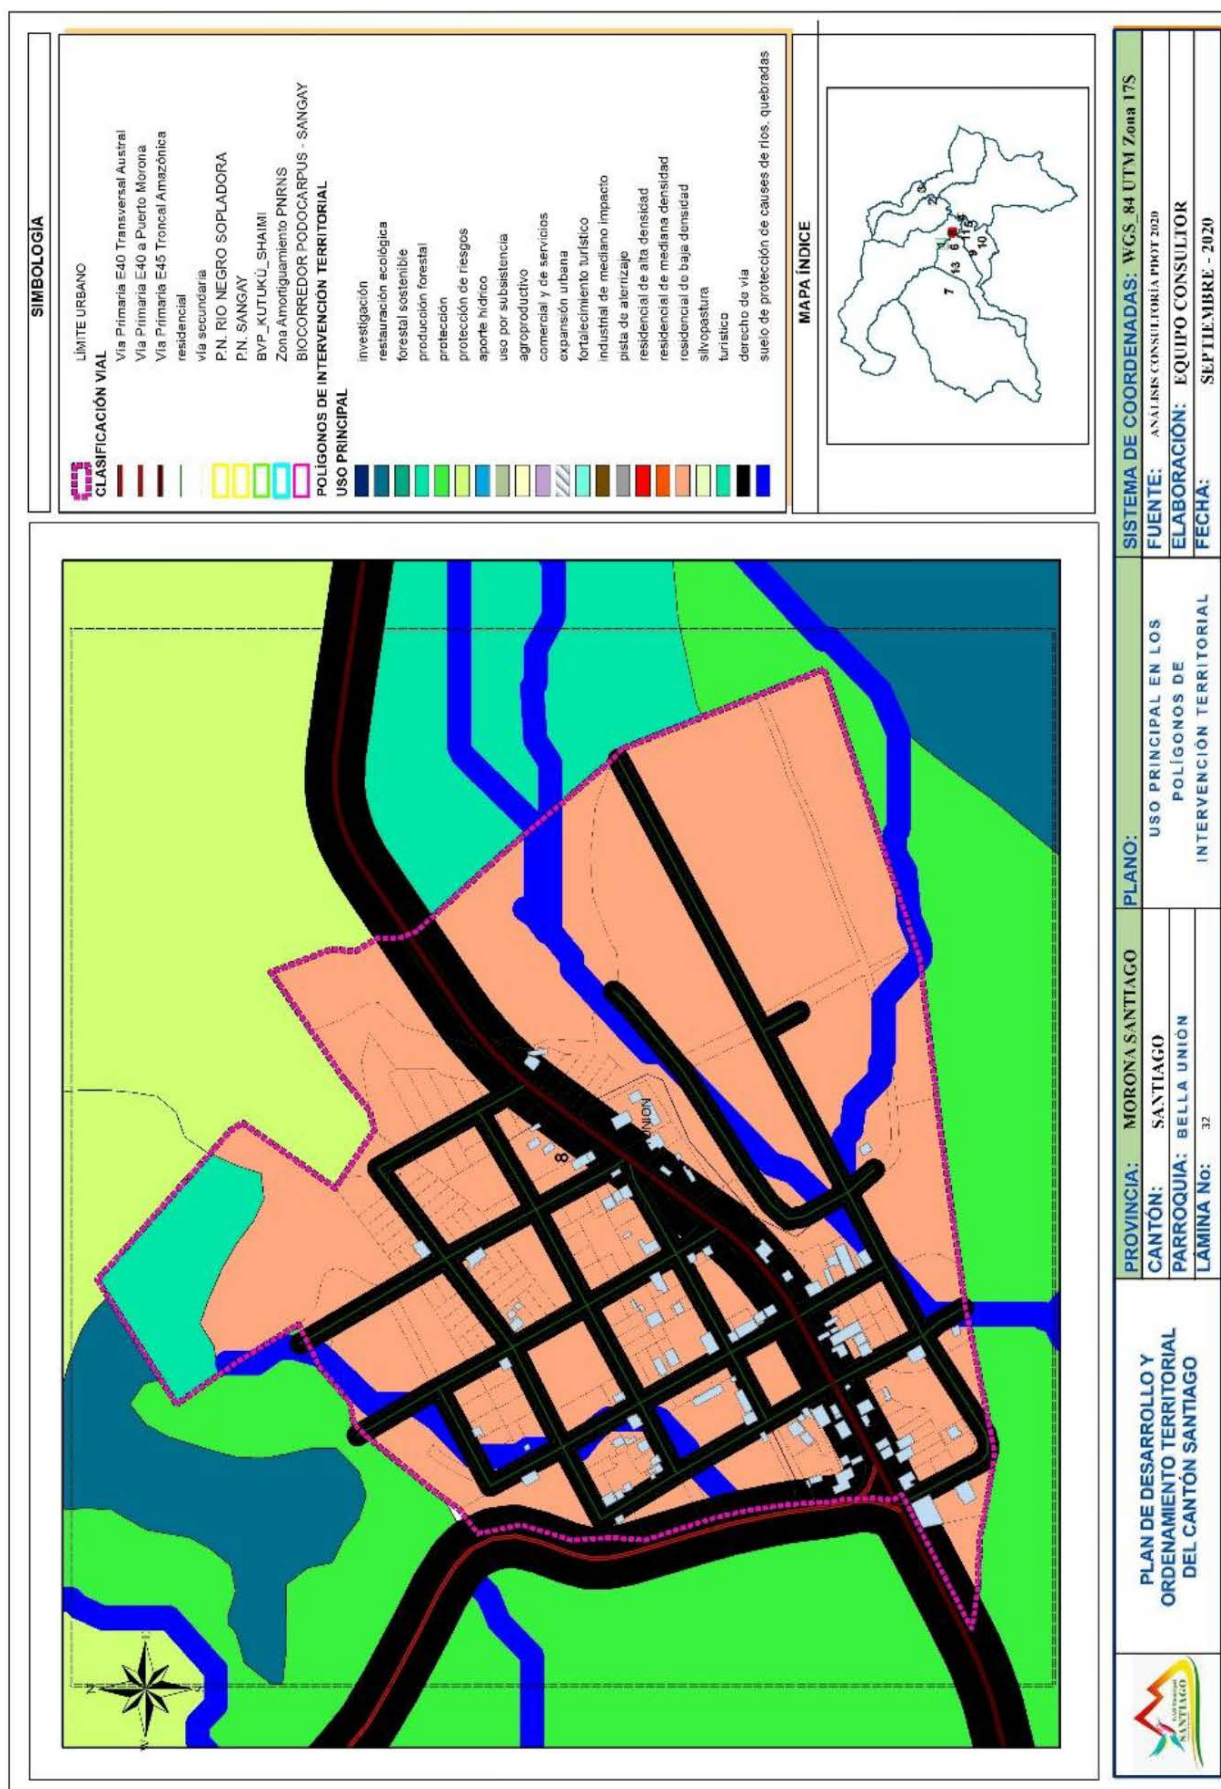 SIMBOLOGÍA
LÍMITE URBANO
CLASIFICACIÓN VIAL
Vía Primaria E40 Transversal Austral
Vía Primaria E40 a Puerto Morona
Vía Primaria E45 Troncal Amazónica
residencial
vía secundaria
P.N. RIO NEGRO SOPLADORA
P.N. SANGAY
BVP_KUTUKÚ_SHAIMI
Zona Amortiguamiento PNRNS
BIOCORREDOR PODOCARPUS - SANGAY
POLÍGONOS DE INTERVENCIÓN TERRITORIAL
USO PRINCIPAL
investigación
restauración ecológica
forestal sostenible
producción forestal
protección
protección de riesgos
aporte hídrico
uso por subsistencia
agroproductivo
comercial y de servicios
expansión urbana
fortalecimiento turístico
industrial de mediano impacto
pista de aterrizaje
residencial de alta densidad
residencial de mediana densidad
residencial de baja densidad
silvopastura
turístico
derecho de vía
suelo de protección de causes de ríos, quebradas
MAPA ÍNDICE
7
13
6
9
10
2
3
8
UNION
N
W
PLAN DE DESARROLLO Y
ORDENAMIENTO TERRITORIAL
DEL CANTÓN SANTIAGO
SANTIAGO
PROVINCIA: MORONA SANTIAGO
CANTÓN: SANTIAGO
PARROQUIA: BELLA UNIÓN
LÁMINA No: 32
PLANO:
USO PRINCIPAL EN LOS
POLÍGONOS DE
INTERVENCIÓN TERRITORIAL
SISTEMA DE COORDENADAS: WGS_84 UTM Zona 17S
FUENTE: ANÁLISIS CONSULTORÍA PDOT 2020
ELABORACIÓN: EQUIPO CONSULTOR
FECHA: SEPTIEMBRE - 2020